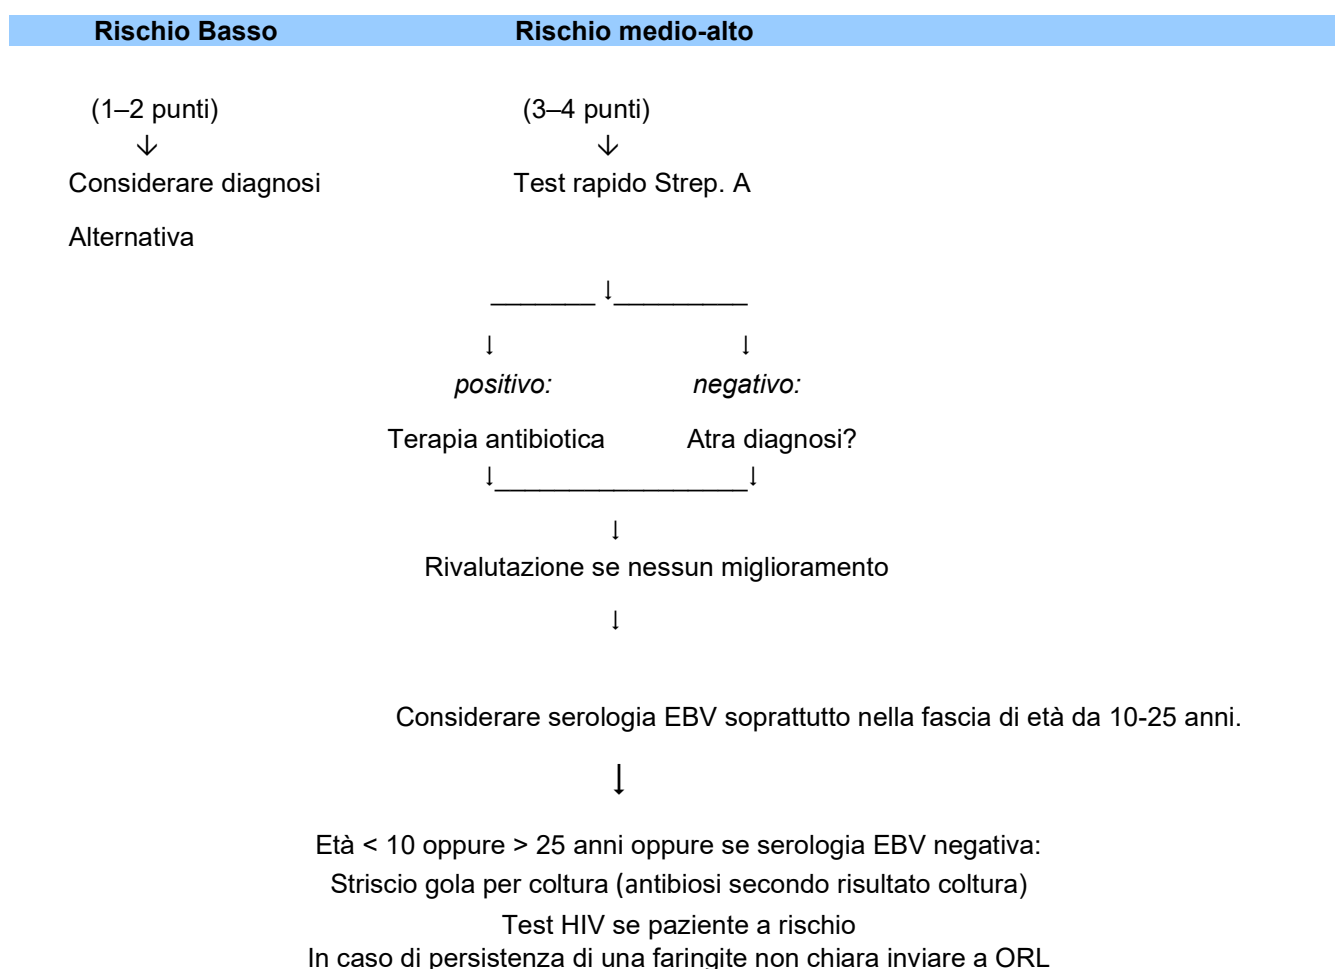 Rischio Basso Rischio medio-alto
(1–2 punti) (3–4 punti)
↓ ↓
Considerare diagnosi Test rapido Strep. A
Alternativa
_______ ↓_________
↓ ↓
positivo: negativo:
Terapia antibiotica Atra diagnosi?
↓_________________↓
↓
Rivalutazione se nessun miglioramento
↓
Considerare serologia EBV soprattutto nella fascia di età da 10-25 anni.
↓
Età < 10 oppure > 25 anni oppure se serologia EBV negativa:
Striscio gola per coltura (antibiosi secondo risultato coltura)
Test HIV se paziente a rischio
In caso di persistenza di una faringite non chiara inviare a ORL